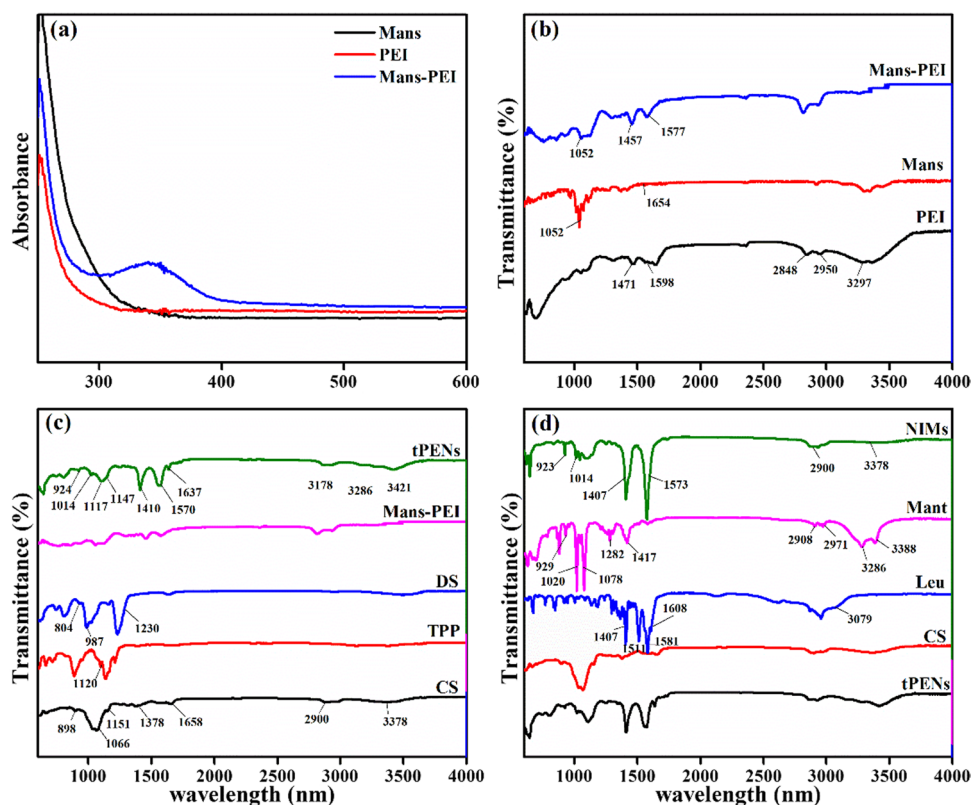 (a)
Mans
PEI
Mans-PEI
Absorbance
300
400
500
600
(b)
Mans-PEI
1052
1457
1577
Mans
1654
1052
PEI
1471
1598
2848
2950
3297
Transmittance (%)
1000
1500
2000
2500
3000
3500
4000
(c)
tPENs
924
1014
1117
1147
1410
1570
1637
3178
3286
3421
Mans-PEI
DS
804
987
1230
TPP
1120
CS
898
1066
1151
1378
1658
2900
3378
Transmittance (%)
1000
1500
2000
2500
3000
3500
4000
wavelength (nm)
(d)
NIMs
923
1014
1407
1573
2900
3378
Mant
929
1020
1078
1282
1417
2908
2971
3286
3388
Leu
1407
1511
1581
1608
3079
CS
tPENs
Transmittance (%)
1000
1500
2000
2500
3000
3500
4000
wavelength (nm)